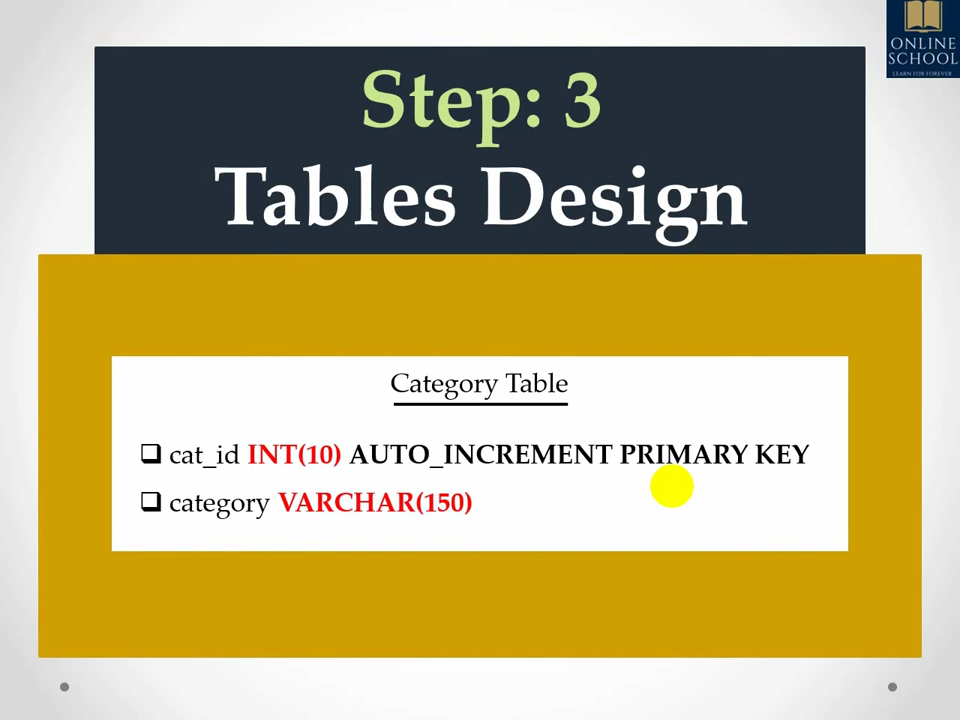 ONLINE
SCHOOL
LEARN FOR FOREVER
Step: 3
Tables Design
Category Table
cat_id INT(10) AUTO_INCREMENT PRIMARY KEY
category VARCHAR(150)